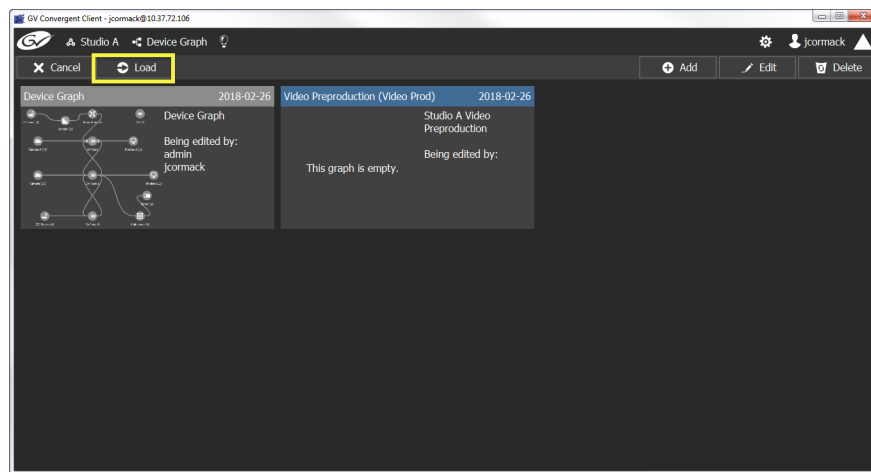 GV Convergent Client - jcormack@10.37.72.106
GV Studio A Device Graph jcormack
Cancel Load Add Edit Delete
Device Graph 2018-02-26
Device Graph
Being edited by:
admin
jcormack
Video Preproduction (Video Prod) 2018-02-26
Studio A Video
Preproduction
Being edited by:
This graph is empty.